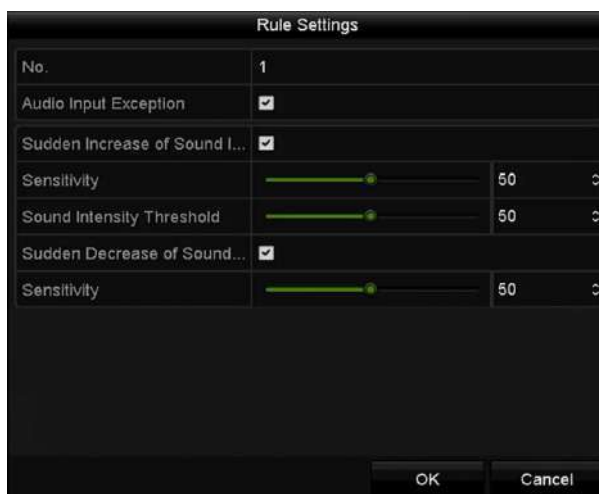 Rule Settings
No. 1
Audio Input Exception
Sudden Increase of Sound I...
Sensitivity 50
Sound Intensity Threshold 50
Sudden Decrease of Sound...
Sensitivity 50
OK Cancel